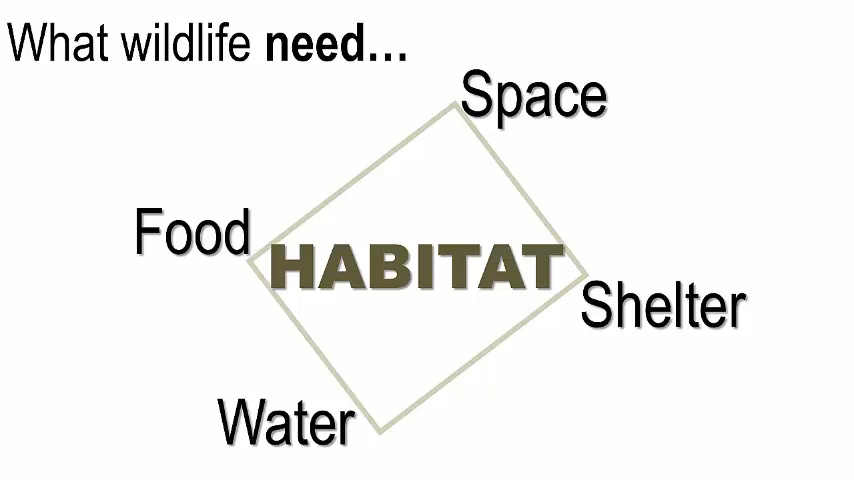 What wildlife need...
Space
Food
HABITAT
Shelter
Water